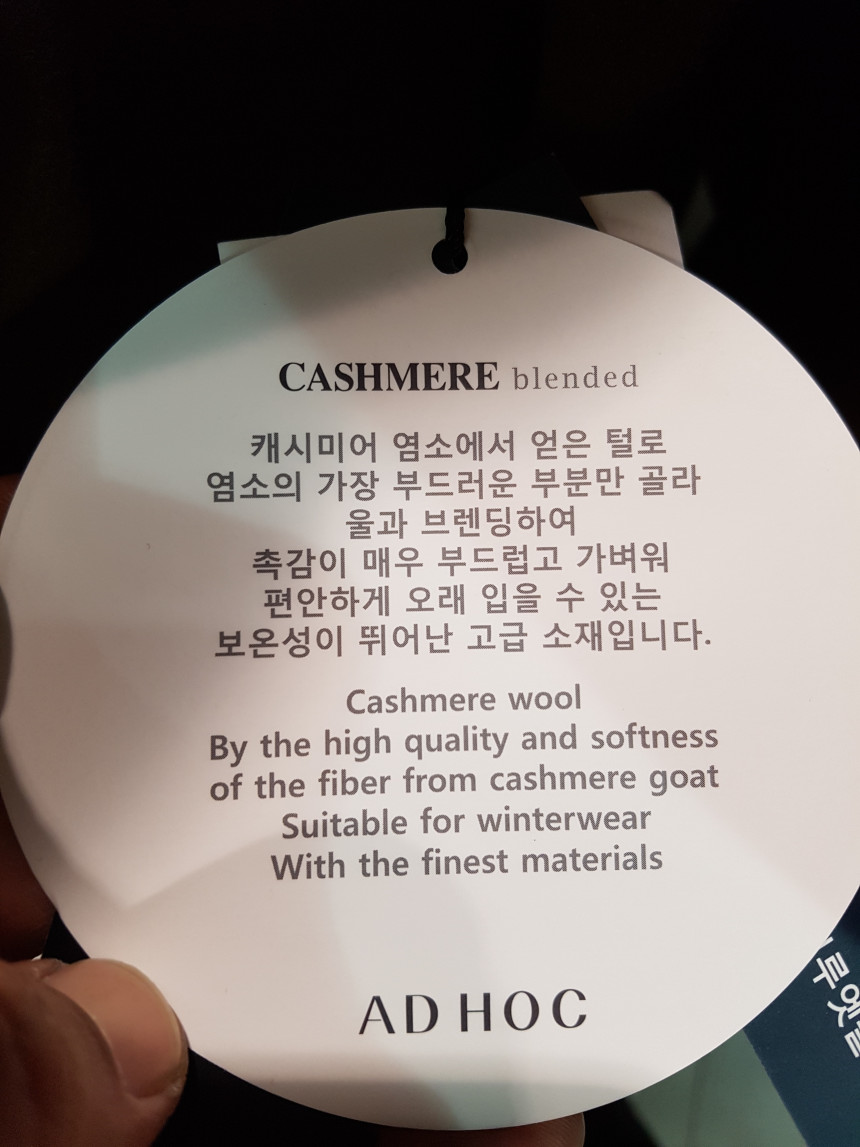 CASHMERE blended
캐시미어 염소에서 얻은 털로
염소의 가장 부드러운 부분만 골라
울과 브렌딩하여
촉감이 매우 부드럽고 가벼워
편안하게 오래 입을 수 있는
보온성이 뛰어난 고급 소재입니다.
Cashmere wool
By the high quality and softness
of the fiber from cashmere goat
Suitable for winterwear
With the finest materials
AD HOC